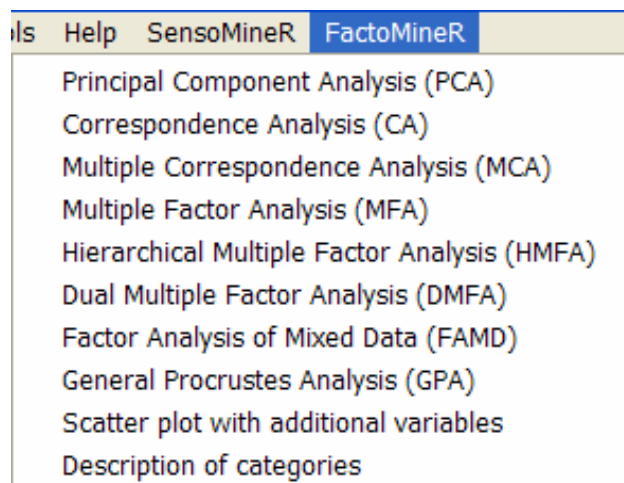 ols Help SensoMineR FactoMineR
Principal Component Analysis (PCA)
Correspondence Analysis (CA)
Multiple Correspondence Analysis (MCA)
Multiple Factor Analysis (MFA)
Hierarchical Multiple Factor Analysis (HMFA)
Dual Multiple Factor Analysis (DMFA)
Factor Analysis of Mixed Data (FAMD)
General Procrustes Analysis (GPA)
Scatter plot with additional variables
Description of categories